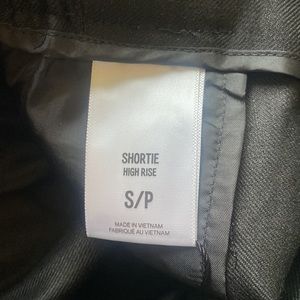 SHORTIE
HIGH RISE
S/P
MADE IN VIETNAM
FABRIQUÉ AU VIETNAM